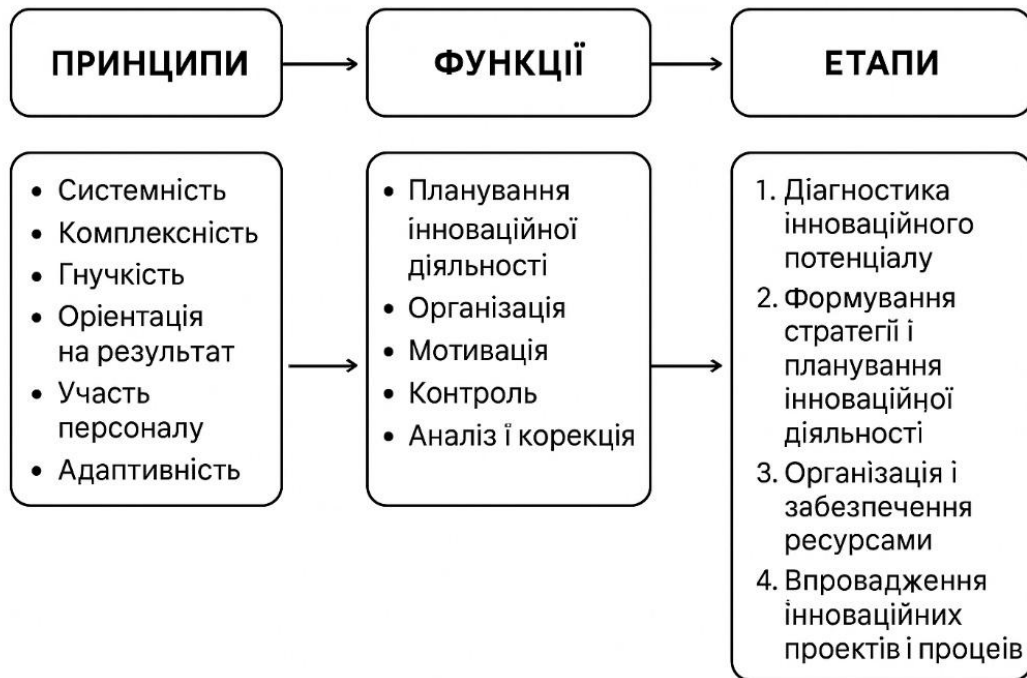 ПРИНЦИПИ
ФУНКЦІЇ
ЕТАПИ
• Системність
• Комплексність
• Гнучкість
• Орієнтація
на результат
• Участь
персоналу
• Адаптивність
• Планування
інноваційної
діяльності
• Організація
• Мотивація
• Контроль
• Аналіз ї корекція
1. Діагностика
інноваційного
потенціалу
2. Формування
стратегії і
планування
інноваційної
діяльності
3. Організація і
забезпечення
ресурсами
4. Впровадження
інноваційних
проектів і процеів